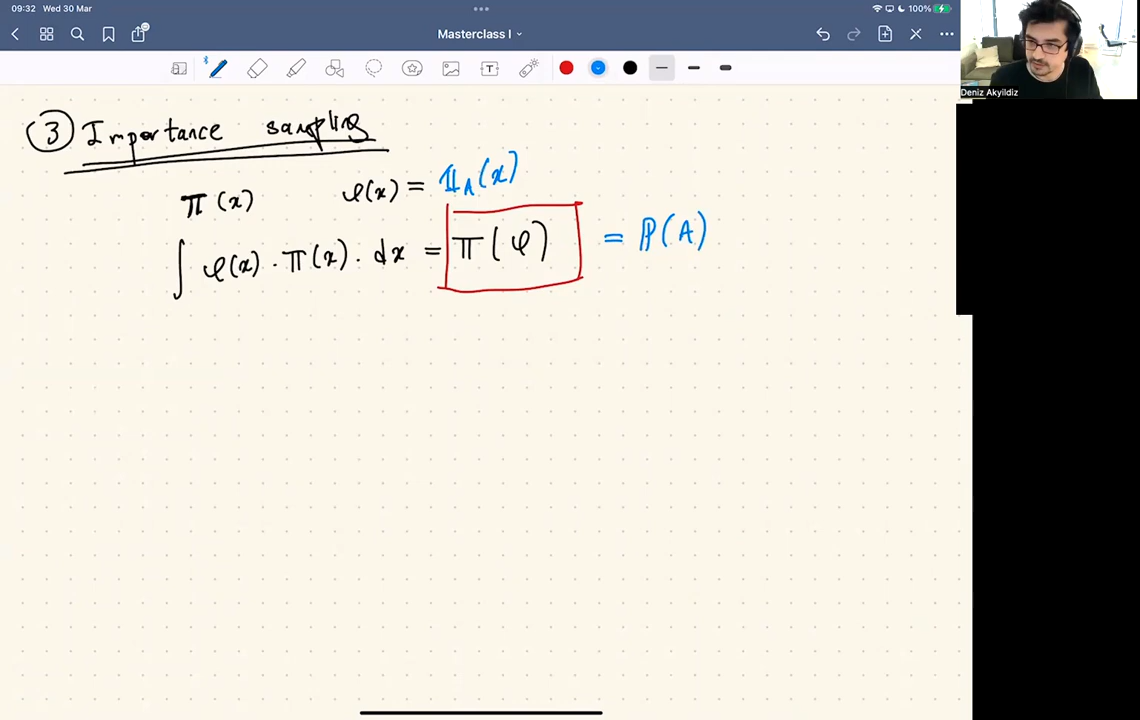 09:32 Wed 30 Mar
100%
Masterclass I
Deniz Akyildiz
③ Importance sampling
π(x) φ(x) = 𝟙_A(x)
∫ φ(x) · π(x) · dx = π(φ) = ℙ(A)